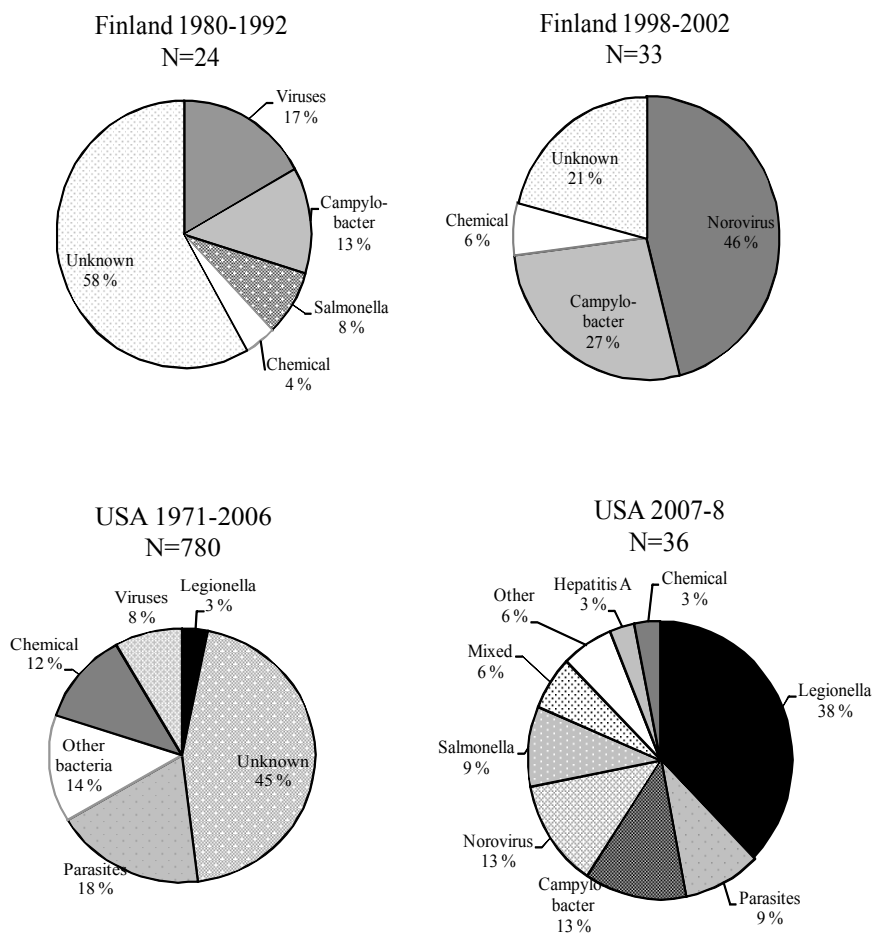 Finland 1980-1992
N=24
Viruses
17 %
Campylo-
bacter
13 %
Salmonella
8 %
Chemical
4 %
Unknown
58 %
Finland 1998-2002
N=33
Norovirus
46 %
Campylo-
bacter
27 %
Chemical
6 %
Unknown
21 %
USA 1971-2006
N=780
Legionella
3 %
Unknown
45 %
Parasites
18 %
Other
bacteria
14 %
Chemical
12 %
Viruses
8 %
USA 2007-8
N=36
Legionella
38 %
Parasites
9 %
Campylo
bacter
13 %
Norovirus
13 %
Salmonella
9 %
Mixed
6 %
Other
6 %
Hepatitis A
3 %
Chemical
3 %